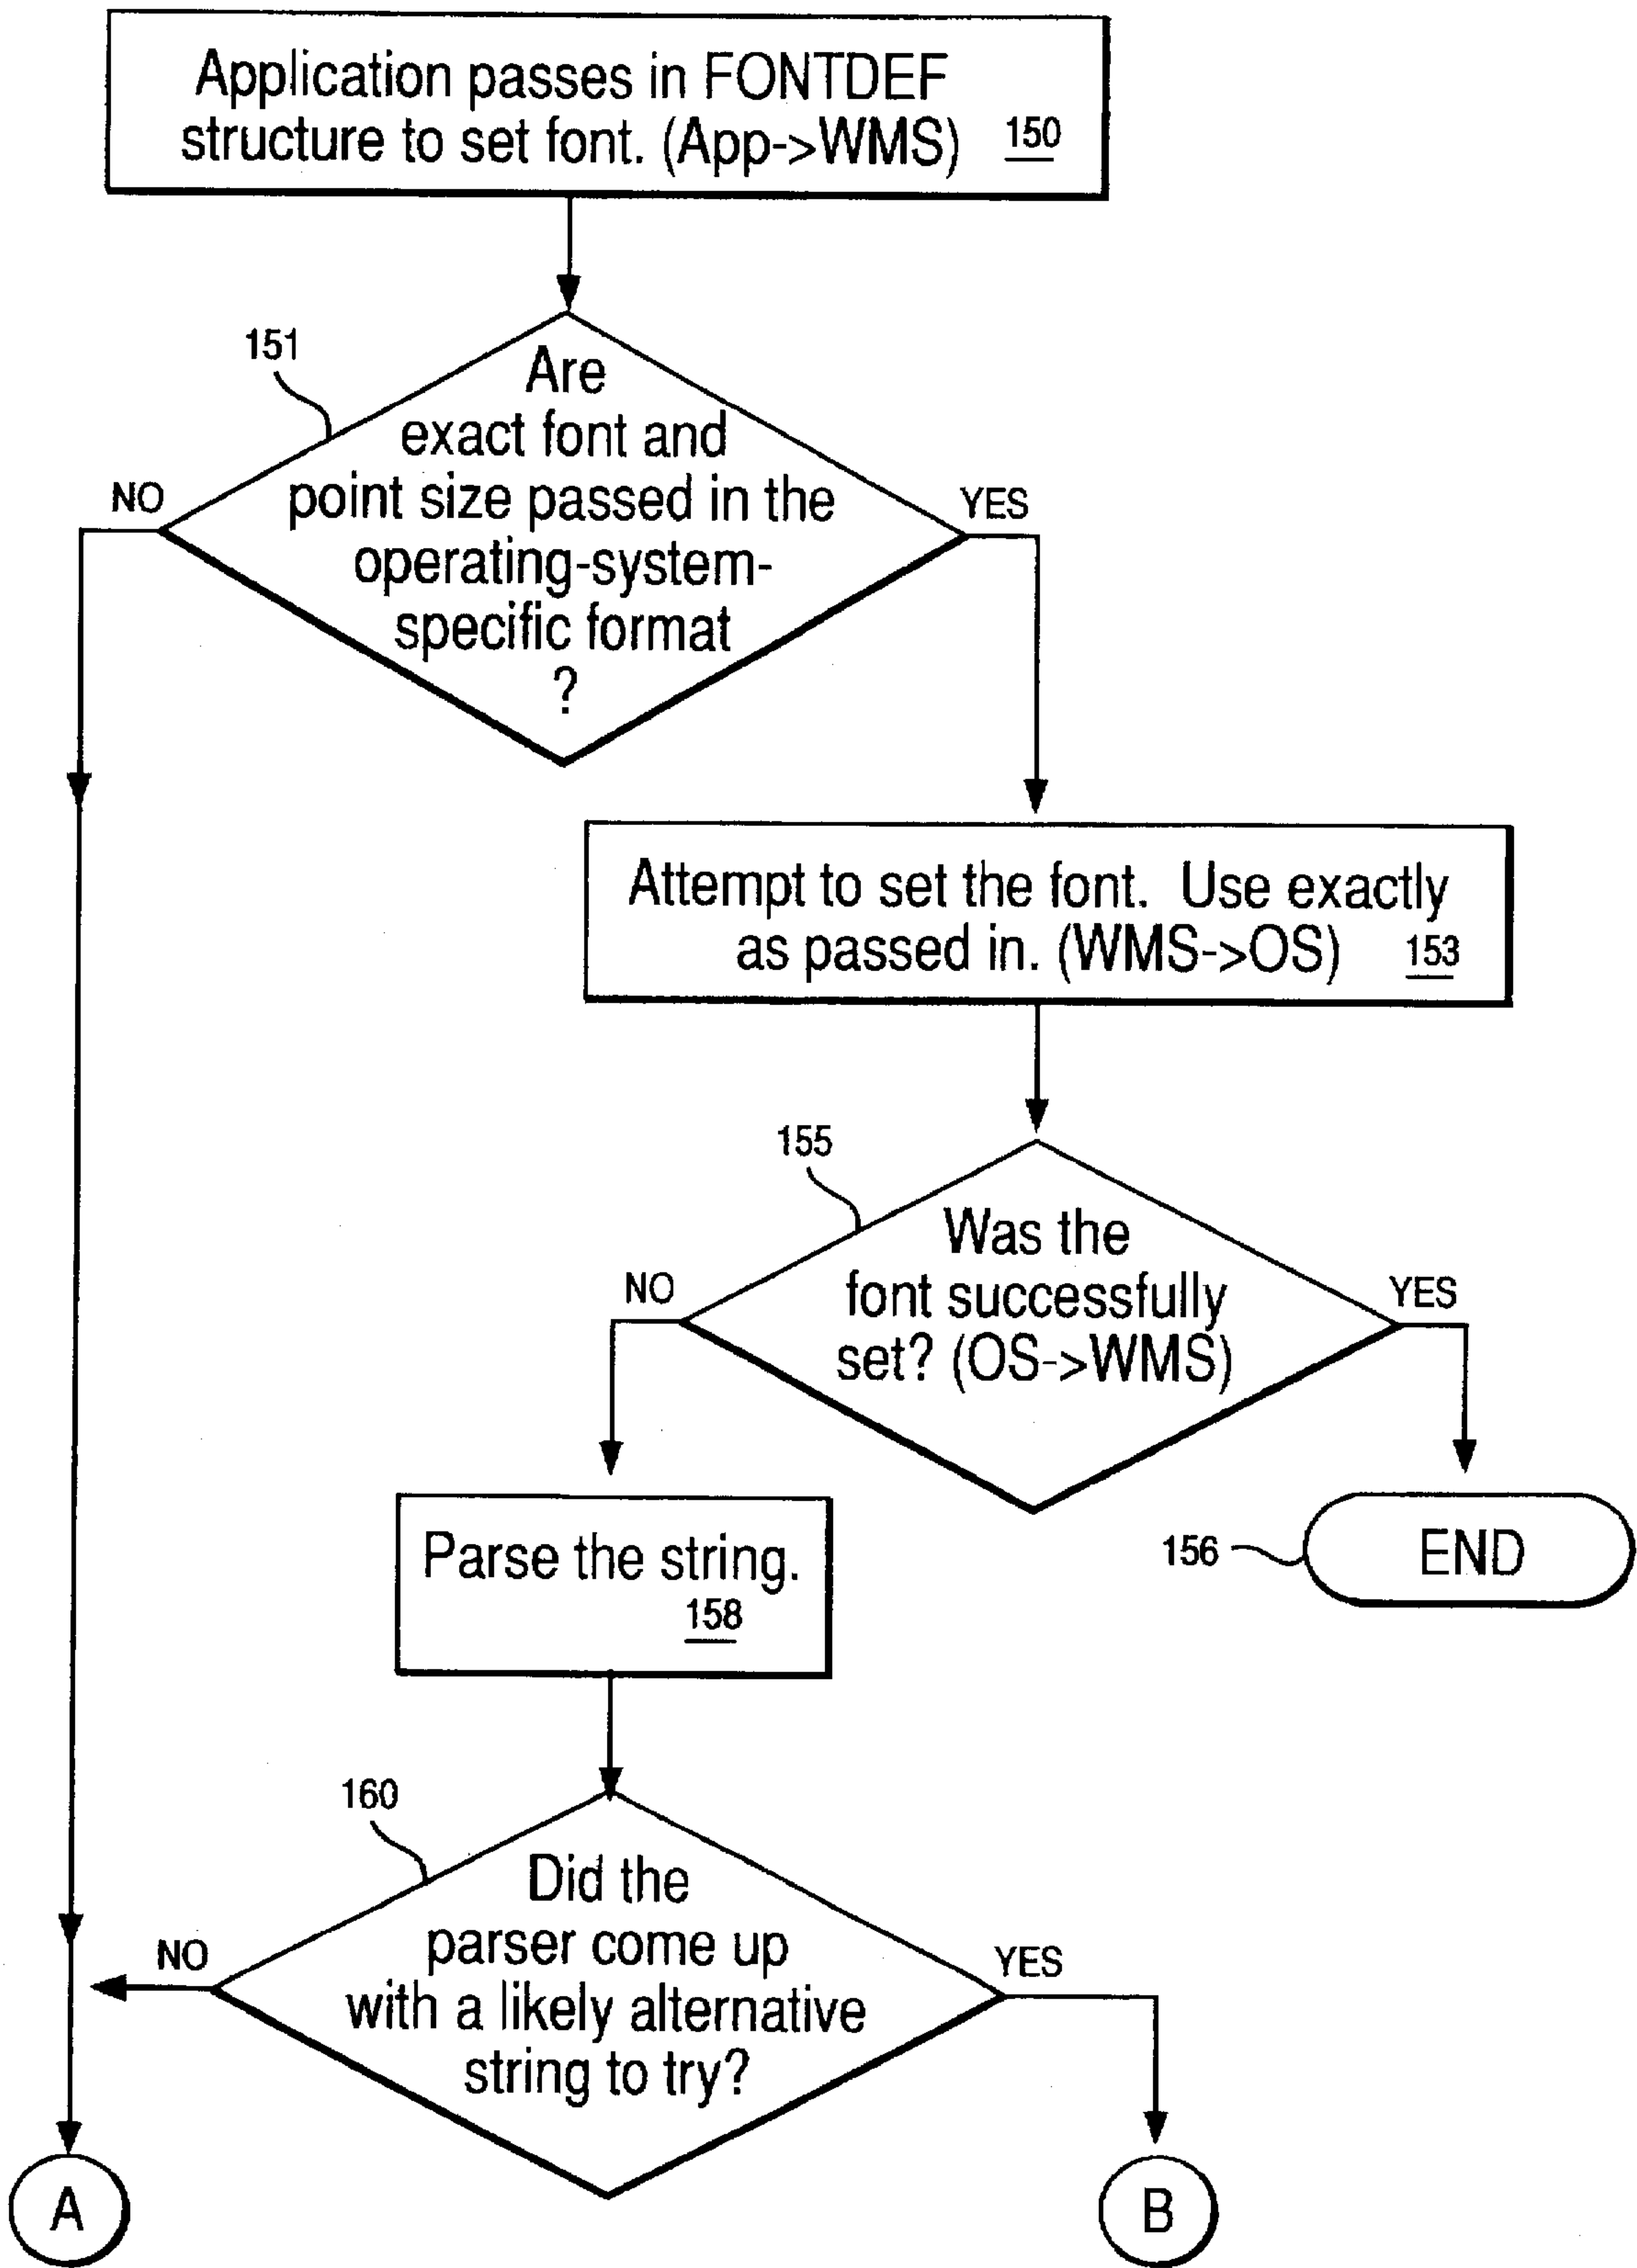 Application passes in FONTDEF
structure to set font. (App->WMS) 150
151
Are
exact font and
point size passed in the
operating-system-
specific format
?
NO
YES
Attempt to set the font. Use exactly
as passed in. (WMS->OS) 153
155
Was the
font successfully
set? (OS->WMS)
NO
YES
Parse the string.
158
156
END
160
Did the
parser come up
with a likely alternative
string to try?
NO
YES
A
B